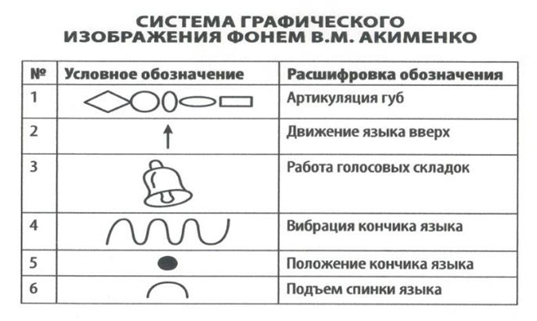 СИСТЕМА ГРАФИЧЕСКОГО
ИЗОБРАЖЕНИЯ ФОНЕМ В.М. АКИМЕНКО
№ Условное обозначение Расшифровка обозначения
1 Артикуляция губ
2 Движение языка вверх
3 Работа голосовых складок
4 Вибрация кончика языка
5 Положение кончика языка
6 Подъем спинки языка